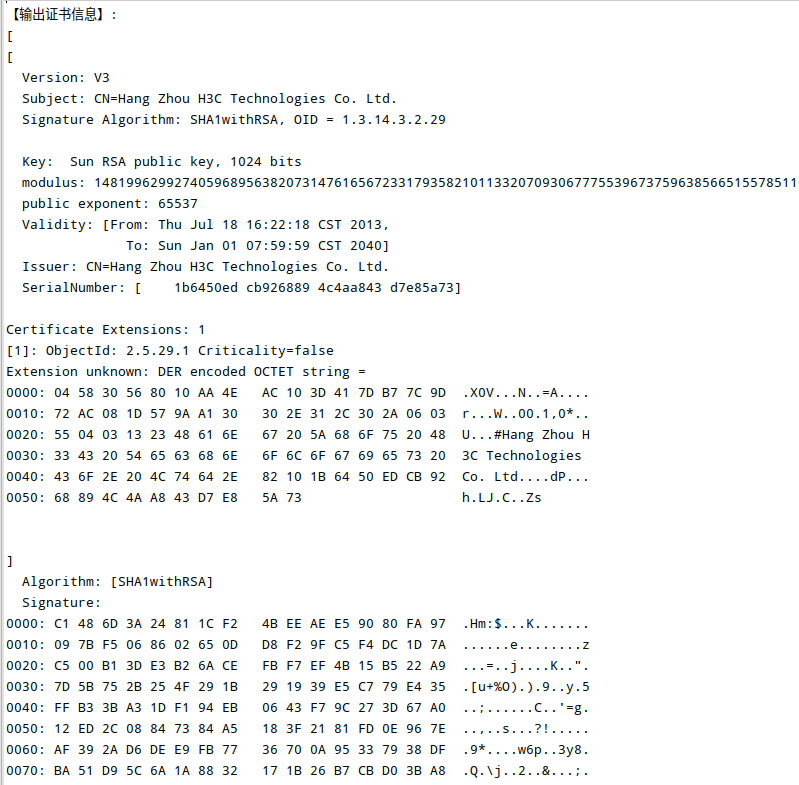 【输出证书信息】:
[
[
  Version: V3
  Subject: CN=Hang Zhou H3C Technologies Co. Ltd.
  Signature Algorithm: SHA1withRSA, OID = 1.3.14.3.2.29

  Key:  Sun RSA public key, 1024 bits
  modulus: 1481996299274059689563820731476165672331793582101133207093067775539673759638566515578511
  public exponent: 65537
  Validity: [From: Thu Jul 18 16:22:18 CST 2013,
               To: Sun Jan 01 07:59:59 CST 2040]
  Issuer: CN=Hang Zhou H3C Technologies Co. Ltd.
  SerialNumber: [    1b6450ed cb926889 4c4aa843 d7e85a73]

Certificate Extensions: 1
[1]: ObjectId: 2.5.29.1 Criticality=false
Extension unknown: DER encoded OCTET string =
0000: 04 58 30 56 80 10 AA 4E   AC 10 3D 41 7D B7 7C 9D  .X0V...N..=A....
0010: 72 AC 08 1D 57 9A A1 30   30 2E 31 2C 30 2A 06 03  r...W..00.1,0*..
0020: 55 04 03 13 23 48 61 6E   67 20 5A 68 6F 75 20 48  U...#Hang Zhou H
0030: 33 43 20 54 65 63 68 6E   6F 6C 6F 67 69 65 73 20  3C Technologies
0040: 43 6F 2E 20 4C 74 64 2E   82 10 1B 64 50 ED CB 92  Co. Ltd....dP...
0050: 68 89 4C 4A A8 43 D7 E8   5A 73                    h.LJ.C..Zs

]
  Algorithm: [SHA1withRSA]
  Signature:
0000: C1 48 6D 3A 24 81 1C F2   4B EE AE E5 90 80 FA 97  .Hm:$...K.......
0010: 09 7B F5 06 86 02 65 0D   D8 F2 9F C5 F4 DC 1D 7A  ......e........z
0020: C5 00 B1 3D E3 B2 6A CE   FB F7 EF 4B 15 B5 22 A9  ...=..j....K..".
0030: 7D 5B 75 2B 25 4F 29 1B   29 19 39 E5 C7 79 E4 35  .[u+%O).).9..y.5
0040: FF B3 3B A3 1D F1 94 EB   06 43 F7 9C 27 3D 67 A0  ..;......C..'=g.
0050: 12 ED 2C 08 84 73 84 A5   18 3F 21 81 FD 0E 96 7E  ..,..s...?!.....
0060: AF 39 2A D6 DE E9 FB 77   36 70 0A 95 33 79 38 DF  .9*....w6p..3y8.
0070: BA 51 D9 5C 6A 1A 88 32   17 1B 26 B7 CB D0 3B A8  .Q.\j..2..&...;.